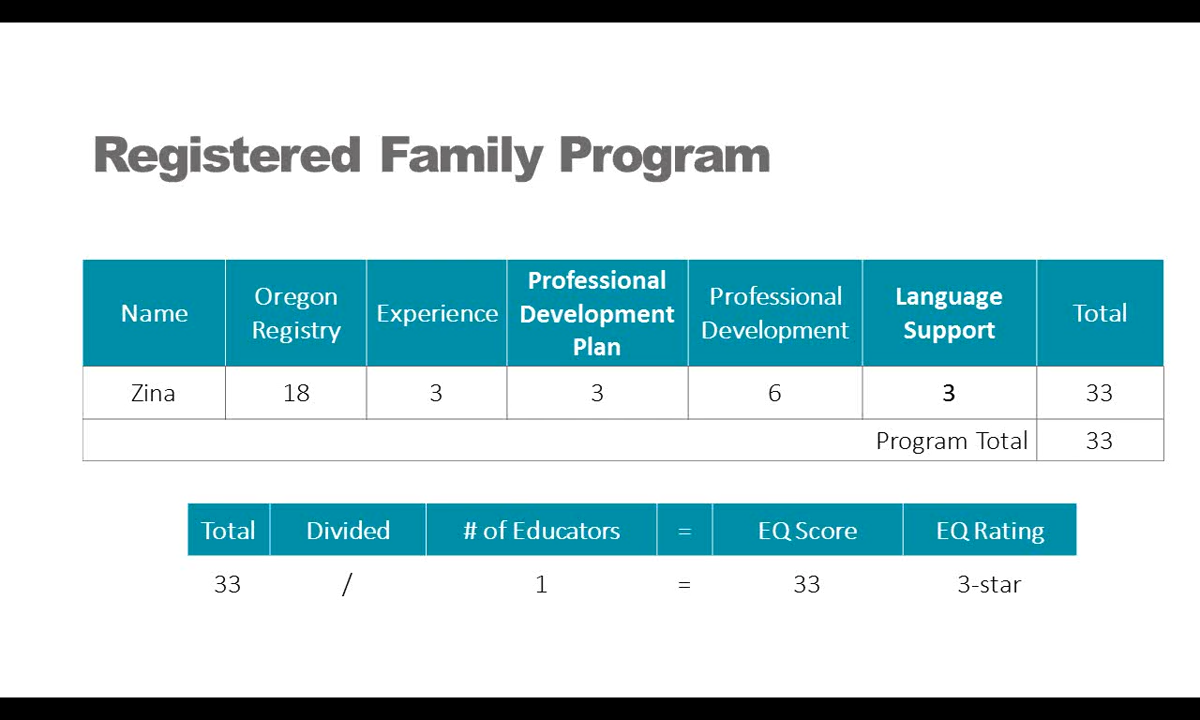 Registered Family Program
Name Oregon Registry Experience Professional Development Plan Professional Development Language Support Total
Zina 18 3 3 6 3 33
Program Total 33
Total Divided # of Educators = EQ Score EQ Rating
33 / 1 = 33 3-star